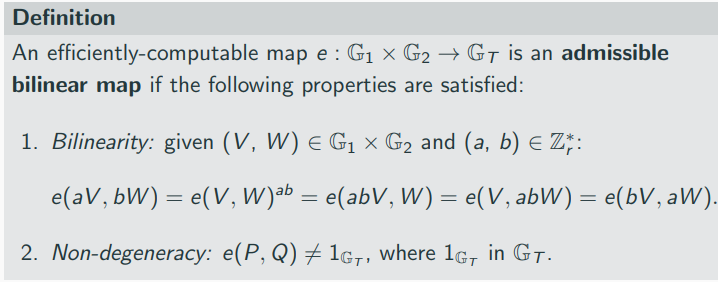 Definition
An efficiently-computable map e : 𝔾₁ × 𝔾₂ → 𝔾_T is an admissible
bilinear map if the following properties are satisfied:
1. Bilinearity: given (V, W) ∈ 𝔾₁ × 𝔾₂ and (a, b) ∈ ℤ*_r:
e(aV, bW) = e(V, W)^{ab} = e(abV, W) = e(V, abW) = e(bV, aW).
2. Non-degeneracy: e(P, Q) ≠ 1_{𝔾_T}, where 1_{𝔾_T} in 𝔾_T.